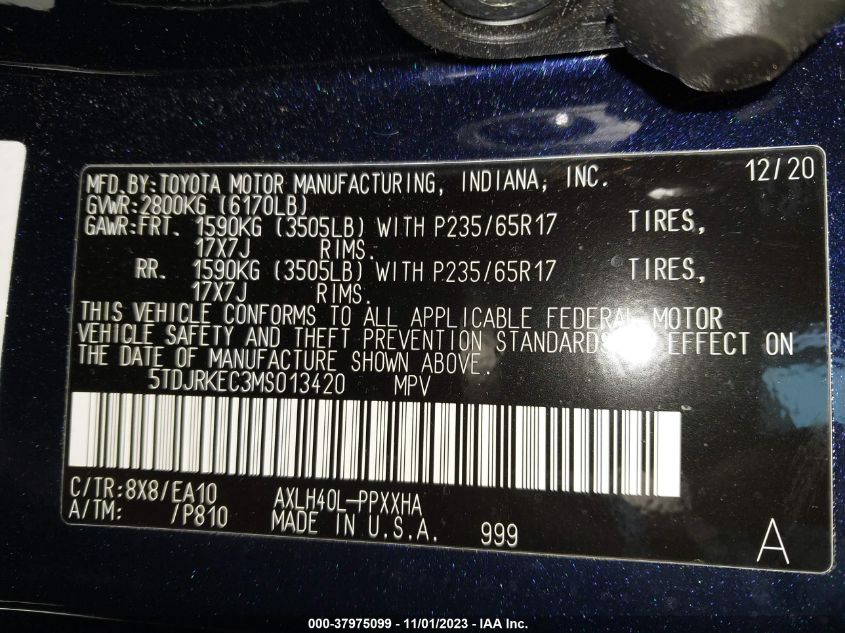 MFD.BY:TOYOTA MOTOR MANUFACTURING, INDIANA, INC. 12/20
GVWR:2800KG (6170LB)
GAWR:FRT. 1590KG (3505LB) WITH P235/65R17 TIRES,
17X7J RIMS.
RR. 1590KG (3505LB) WITH P235/65R17 TIRES,
17X7J RIMS.
THIS VEHICLE CONFORMS TO ALL APPLICABLE FEDERAL MOTOR
VEHICLE SAFETY AND THEFT PREVENTION STANDARDS EFFECT ON
THE DATE OF MANUFACTURE SHOWN ABOVE.
5TDJRKEC3MS013420 MPV
C/TR:8X8/EA10 AXLH40L-PPXXHA
A/TM: /P810 MADE IN U.S.A. 999 A
000-37975099 - 11/01/2023 - IAA Inc.